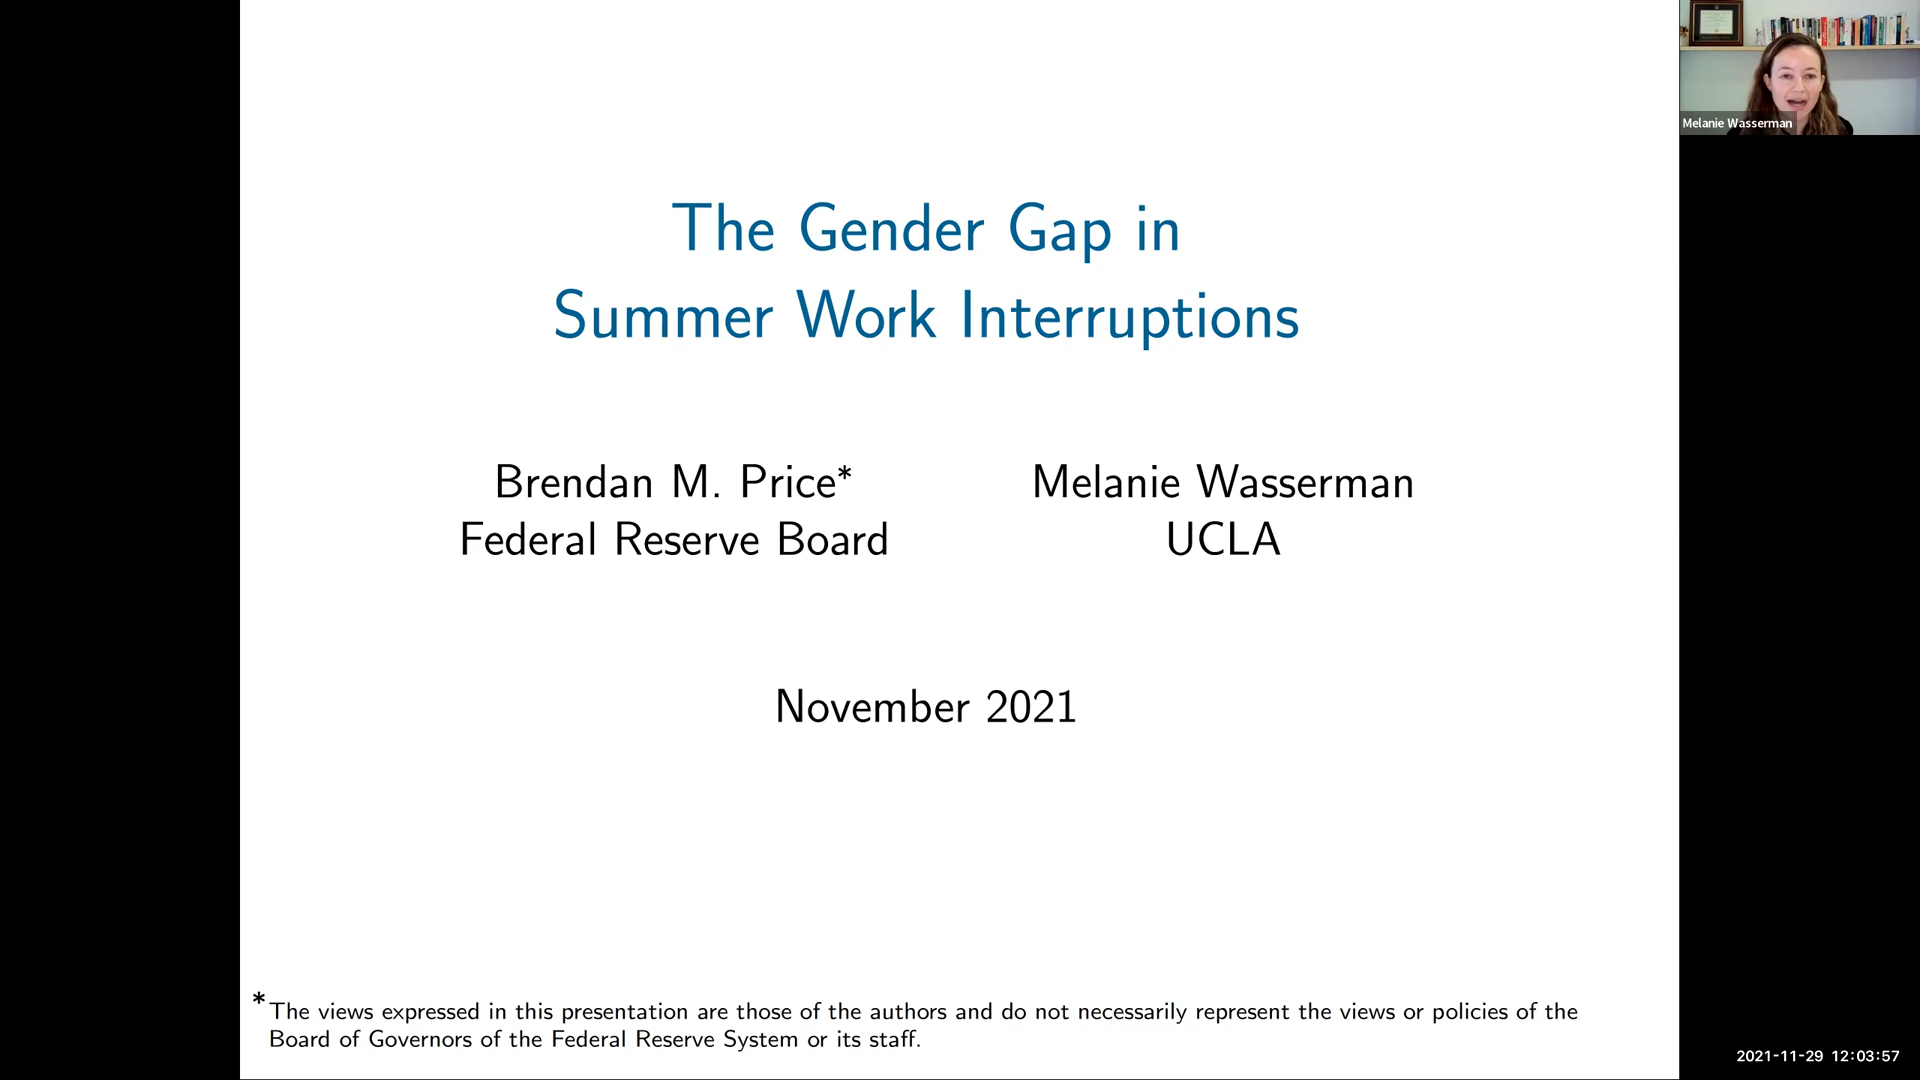 Melanie Wasserman
The Gender Gap in
Summer Work Interruptions
Brendan M. Price*
Federal Reserve Board
Melanie Wasserman
UCLA
November 2021
*The views expressed in this presentation are those of the authors and do not necessarily represent the views or policies of the
Board of Governors of the Federal Reserve System or its staff.
2021-11-29 12:03:57